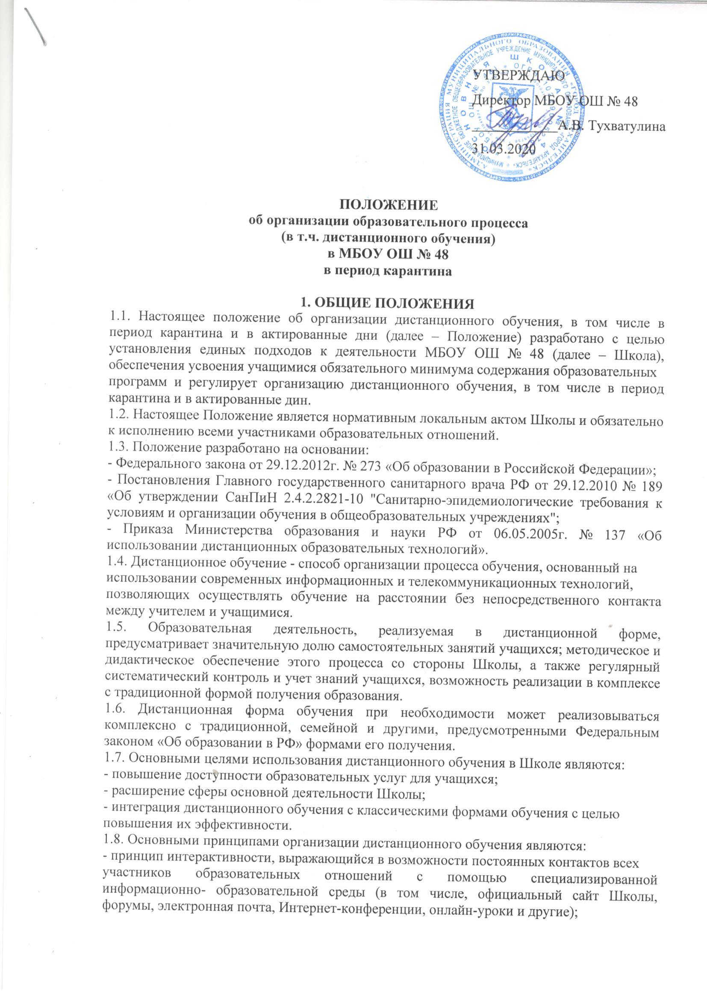 УТВЕРЖДАЮ
Директор МБОУ ОШ № 48
____________А.В. Тухватулина
31.03.2020
ПОЛОЖЕНИЕ
об организации образовательного процесса
(в т.ч. дистанционного обучения)
в МБОУ ОШ № 48
в период карантина
1. ОБЩИЕ ПОЛОЖЕНИЯ
1.1. Настоящее положение об организации дистанционного обучения, в том числе в
период карантина и в актированные дни (далее – Положение) разработано с целью
установления единых подходов к деятельности МБОУ ОШ № 48 (далее – Школа),
обеспечения усвоения учащимися обязательного минимума содержания образовательных
программ и регулирует организацию дистанционного обучения, в том числе в период
карантина и в актированные дин.
1.2. Настоящее Положение является нормативным локальным актом Школы и обязательно
к исполнению всеми участниками образовательных отношений.
1.3. Положение разработано на основании:
- Федерального закона от 29.12.2012г. № 273 «Об образовании в Российской Федерации»;
- Постановления Главного государственного санитарного врача РФ от 29.12.2010 № 189
«Об утверждении СанПиН 2.4.2.2821-10 "Санитарно-эпидемиологические требования к
условиям и организации обучения в общеобразовательных учреждениях";
- Приказа Министерства образования и науки РФ от 06.05.2005г. № 137 «Об
использовании дистанционных образовательных технологий».
1.4. Дистанционное обучение - способ организации процесса обучения, основанный на
использовании современных информационных и телекоммуникационных технологий,
позволяющих осуществлять обучение на расстоянии без непосредственного контакта
между учителем и учащимися.
1.5. Образовательная деятельность, реализуемая в дистанционной форме,
предусматривает значительную долю самостоятельных занятий учащихся; методическое и
дидактическое обеспечение этого процесса со стороны Школы, а также регулярный
систематический контроль и учет знаний учащихся, возможность реализации в комплексе
с традиционной формой получения образования.
1.6. Дистанционная форма обучения при необходимости может реализовываться
комплексно с традиционной, семейной и другими, предусмотренными Федеральным
законом «Об образовании в РФ» формами его получения.
1.7. Основными целями использования дистанционного обучения в Школе являются:
- повышение доступности образовательных услуг для учащихся;
- расширение сферы основной деятельности Школы;
- интеграция дистанционного обучения с классическими формами обучения с целью
повышения их эффективности.
1.8. Основными принципами организации дистанционного обучения являются:
- принцип интерактивности, выражающийся в возможности постоянных контактов всех
участников образовательных отношений с помощью специализированной
информационно- образовательной среды (в том числе, официальный сайт Школы,
форумы, электронная почта, Интернет-конференции, онлайн-уроки и другие);